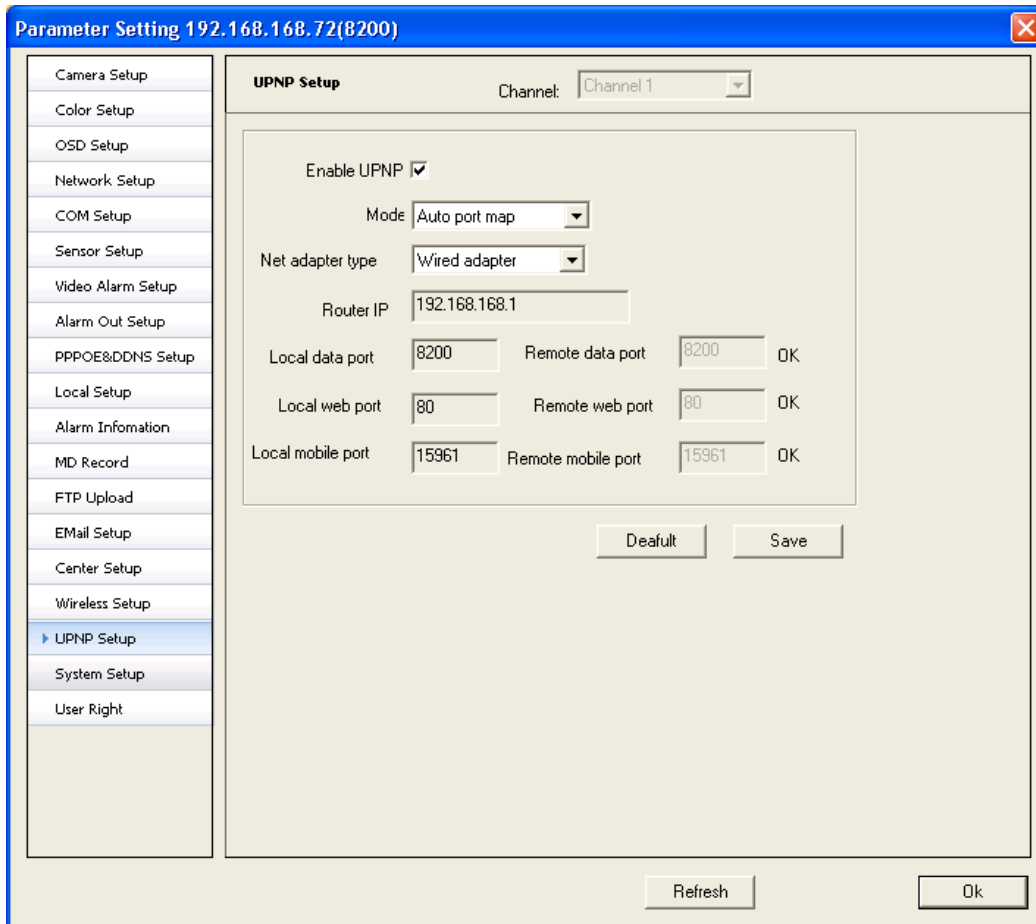 Parameter Setting 192.168.168.72(8200)
Camera Setup
Color Setup
OSD Setup
Network Setup
COM Setup
Sensor Setup
Video Alarm Setup
Alarm Out Setup
PPPOE&DDNS Setup
Local Setup
Alarm Infomation
MD Record
FTP Upload
EMail Setup
Center Setup
Wireless Setup
UPNP Setup
System Setup
User Right
UPNP Setup
Channel: Channel 1
Enable UPNP
Mode Auto port map
Net adapter type Wired adapter
Router IP 192.168.168.1
Local data port 8200 Remote data port 8200 OK
Local web port 80 Remote web port 80 OK
Local mobile port 15961 Remote mobile port 15961 OK
Deafult Save
Refresh Ok